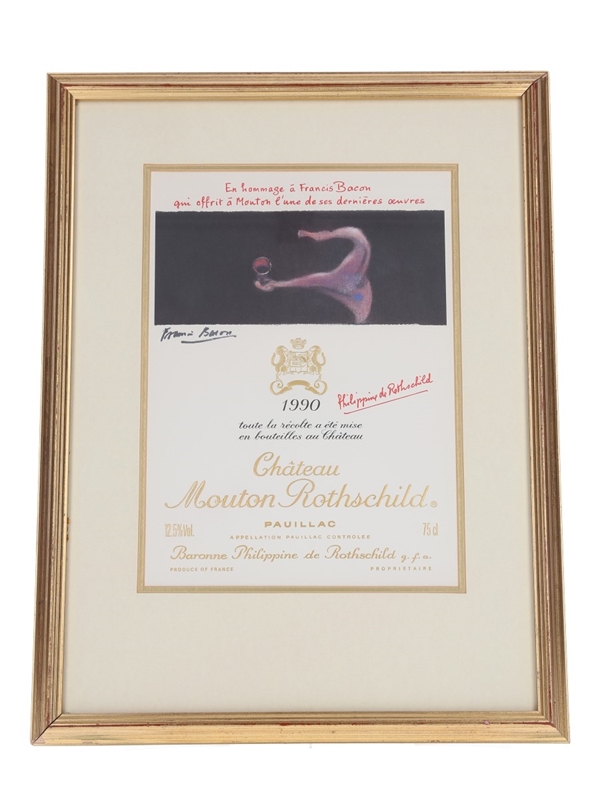 En hommage à Francis Bacon
qui offrit à Mouton l'une de ses dernières œuvres
Francis Bacon
1990
Philippine de Rothschild
toute la récolte a été mise
en bouteilles au Château
Château
Mouton Rothschild®
PAUILLAC
12.5% Vol.
APPELLATION PAUILLAC CONTRÔLÉE
75 cl
Baronne Philippine de Rothschild g.f.a.
PRODUCE OF FRANCE
PROPRIETAIRE